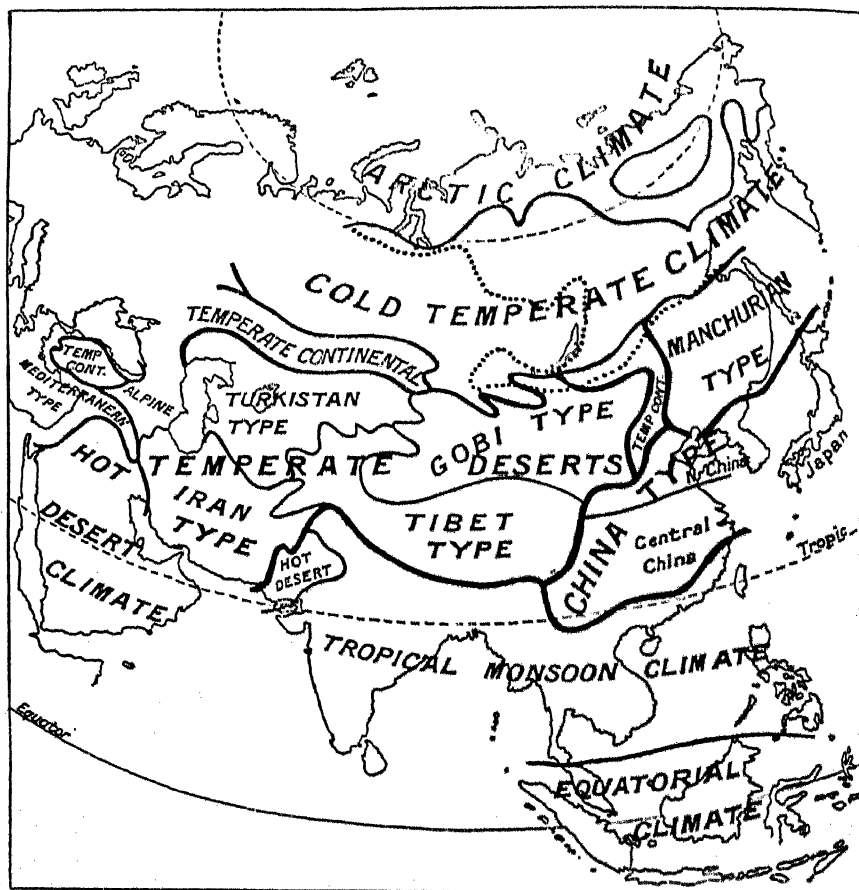 ARCTIC CLIMATE
COLD TEMPERATE CLIMATE
TEMPERATE CONTINENTAL
MANCHURIAN
TYPE
TEMP
CONT.
MEDITERRANEAN
TYPE
ALPINE
TURKISTAN
TYPE
GOBI TYPE
TEMP CONT.
TEMPERATE DESERTS
HOT
DESERT
CLIMATE
IRAN
TYPE
TIBET
TYPE
HOT
DESERT
CHINA TYPE
N. China
Central
China
Japan
Tropic
TROPICAL MONSOON CLIMATE
Equator
EQUATORIAL
CLIMATE